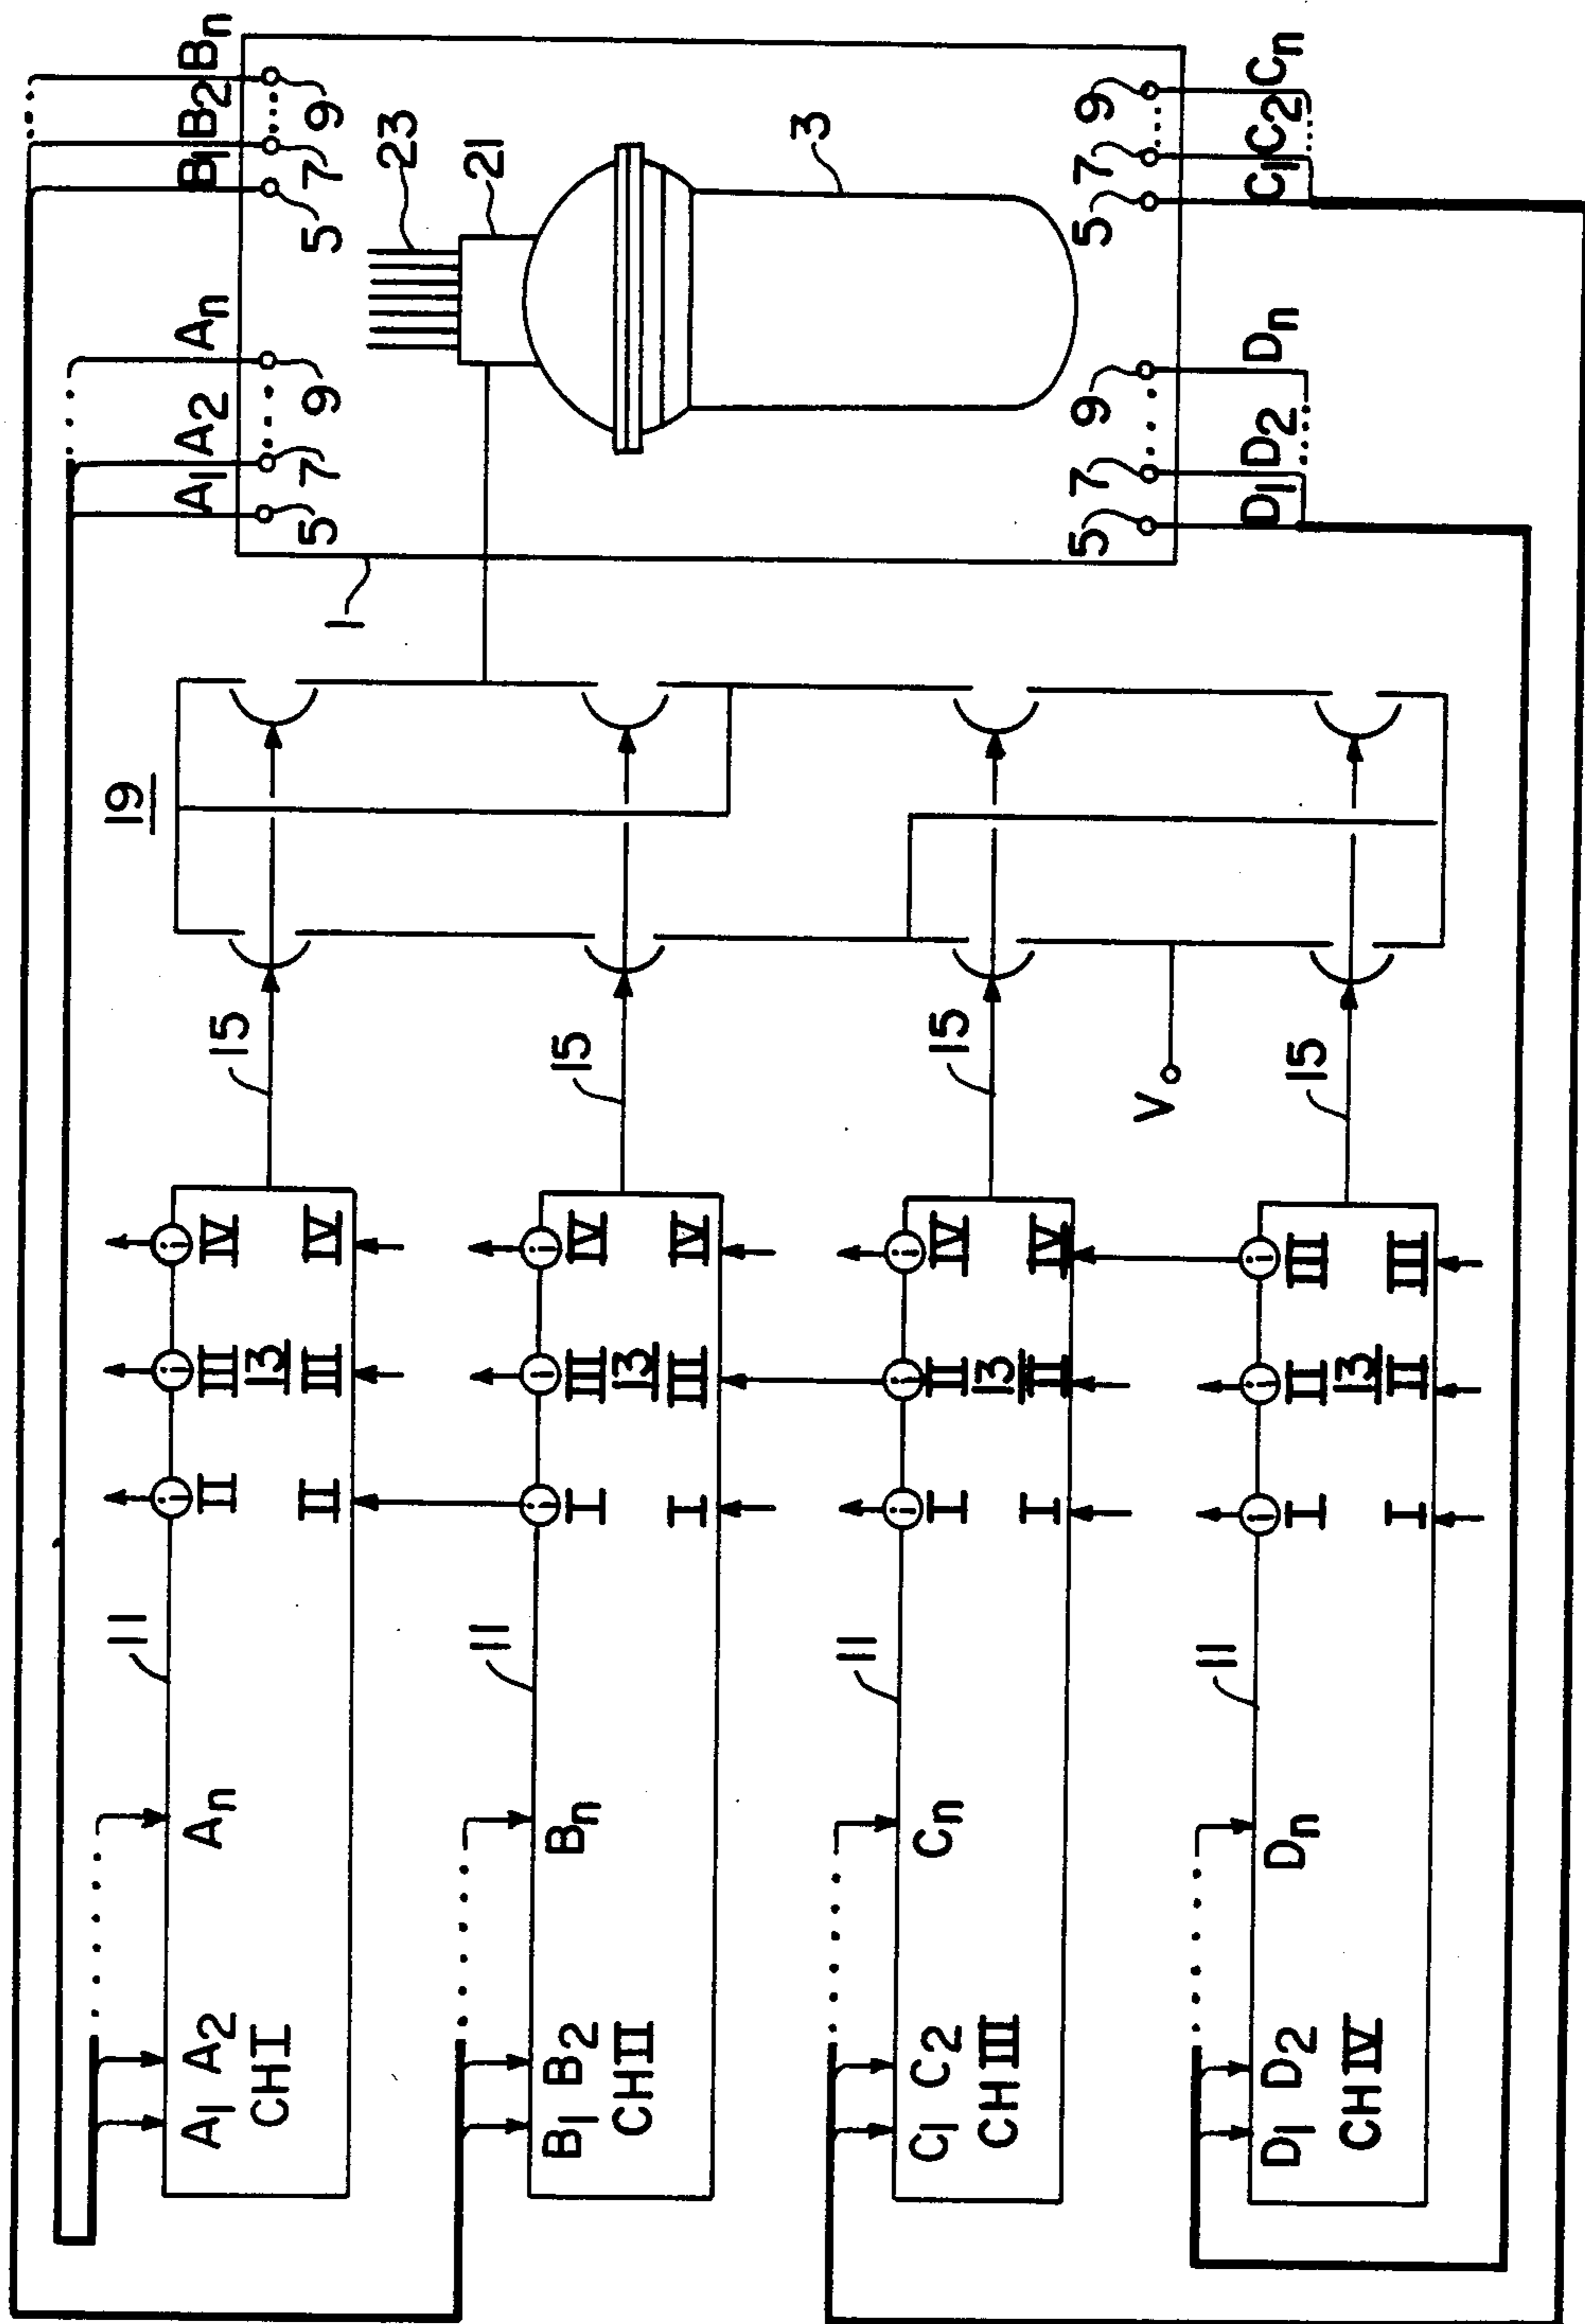 A1 A2 An
B1 B2 Bn
5 7 9
5 7 9
23
21
3
1
5 7 9
5 7 9
D1 D2 Dn
C1 C2 Cn
19
15
15
15
15
V
A1 A2 An
CH I
11
II III IV
i i i
13
II III IV
B1 B2 Bn
CH II
11
i i i
I III IV
13
I III IV
C1 C2 Cn
CH III
11
i i i
I II IV
13
I II IV
D1 D2 Dn
CH IV
11
i i i
I II III
13
I II III